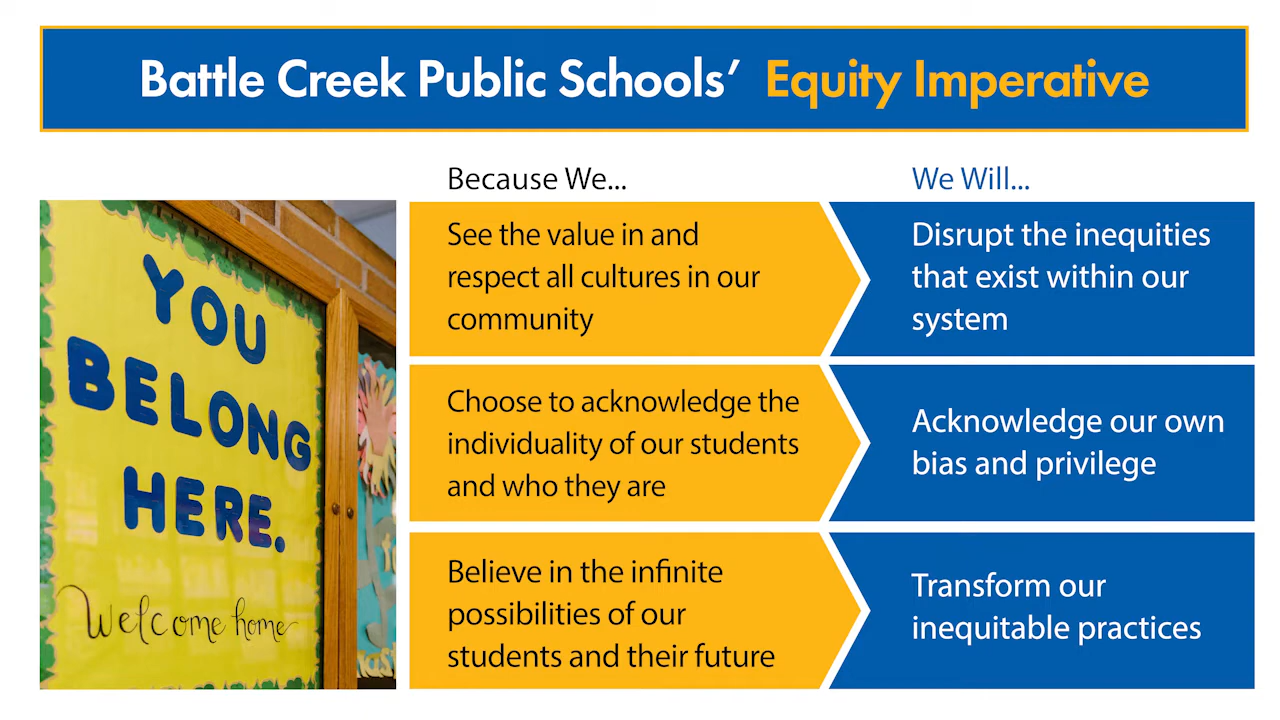 Battle Creek Public Schools’ Equity Imperative
YOU
BELONG
HERE.
Welcome home
Because We...
We Will...
See the value in and
respect all cultures in our
community
Disrupt the inequities
that exist within our
system
Choose to acknowledge the
individuality of our students
and who they are
Acknowledge our own
bias and privilege
Believe in the infinite
possibilities of our
students and their future
Transform our
inequitable practices